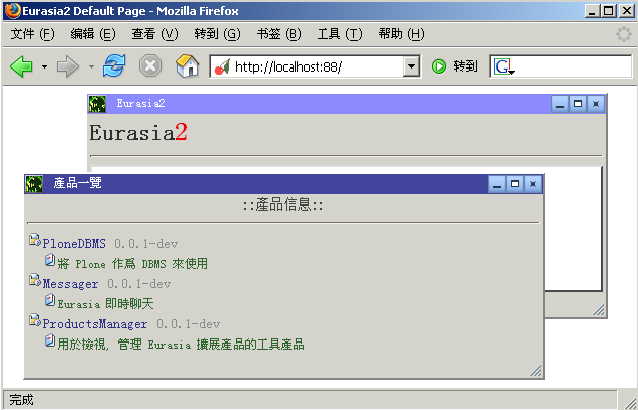 Eurasia2 Default Page - Mozilla Firefox
文件 (F) 编辑 (E) 查看 (V) 转到 (G) 书签 (B) 工具 (T) 帮助 (H)
http://localhost:88/ 转到 G
Eurasia2
Eurasia2
產品一覽
::產品信息::
PloneDBMS 0.0.1-dev
將 Plone 作爲 DBMS 來使用
Messager 0.0.1-dev
Eurasia 即時聊天
ProductsManager 0.0.1-dev
用於檢視, 管理 Eurasia 擴展產品的工具產品
完成